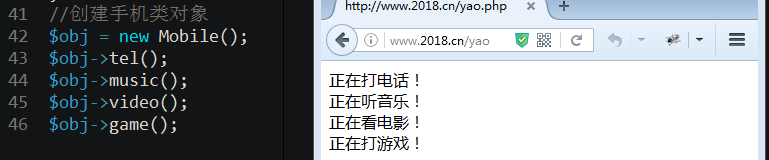 41 //创建手机类对象
42 $obj = new Mobile();
43 $obj->tel();
44 $obj->music();
45 $obj->video();
46 $obj->game();
http://www.2018.cn/yao.php
www.2018.cn/yao
正在打电话！
正在听音乐！
正在看电影！
正在打游戏！